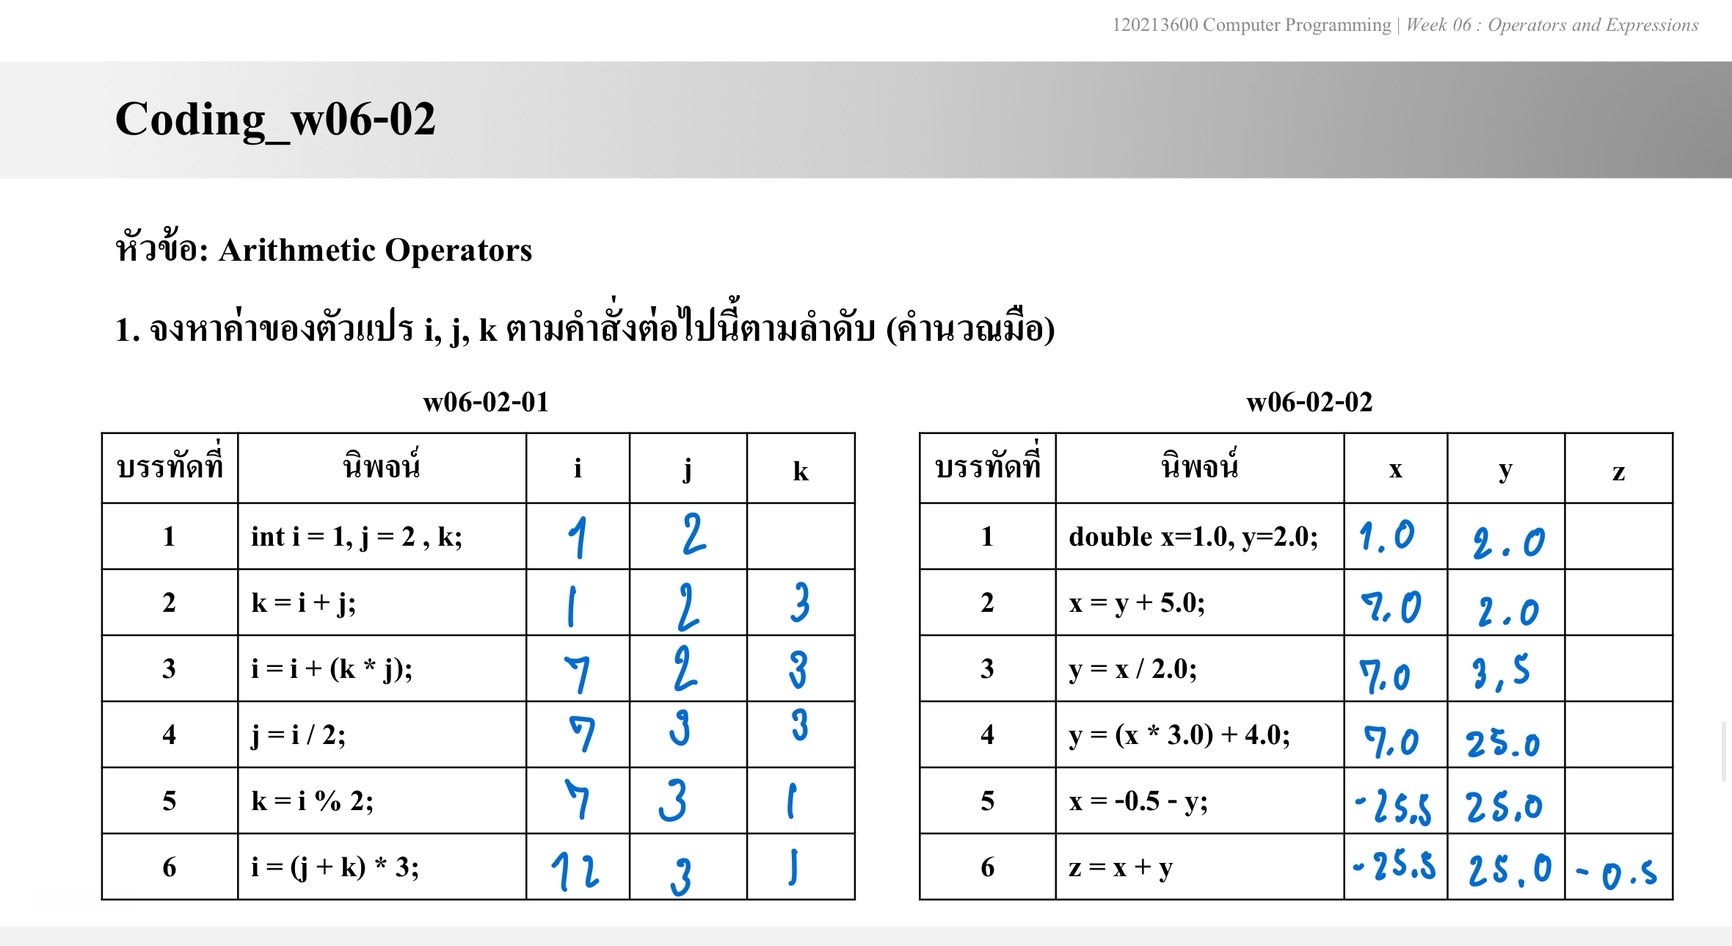 120213600 Computer Programming | Week 06 : Operators and Expressions
Coding_w06-02
หัวข้อ: Arithmetic Operators
1. จงหาค่าของตัวแปร i, j, k ตามคำสั่งต่อไปนี้ตามลำดับ (คำนวณมือ)
w06-02-01
บรรทัดที่ นิพจน์ i j k
1 int i = 1, j = 2 , k; 1 2
2 k = i + j; 1 2 3
3 i = i + (k * j); 7 2 3
4 j = i / 2; 7 3 3
5 k = i % 2; 7 3 1
6 i = (j + k) * 3; 12 3 1
w06-02-02
บรรทัดที่ นิพจน์ x y z
1 double x=1.0, y=2.0; 1.0 2.0
2 x = y + 5.0; 7.0 2.0
3 y = x / 2.0; 7.0 3,5
4 y = (x * 3.0) + 4.0; 7.0 25.0
5 x = -0.5 - y; -25.5 25.0
6 z = x + y -25.5 25.0 -0.5